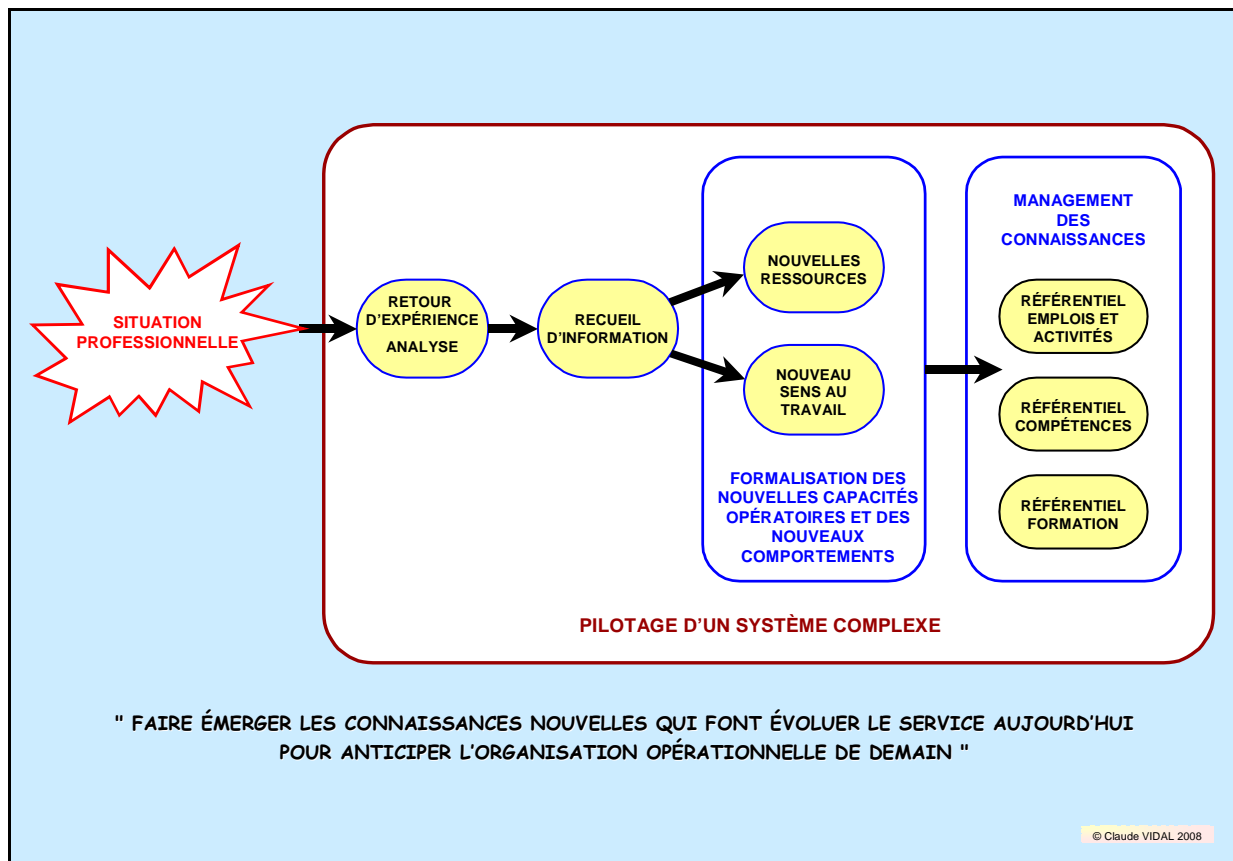 SITUATION
PROFESSIONNELLE
RETOUR
D’EXPÉRIENCE
ANALYSE
RECUEIL
D’INFORMATION
NOUVELLES
RESSOURCES
NOUVEAU
SENS AU
TRAVAIL
FORMALISATION DES
NOUVELLES CAPACITÉS
OPÉRATOIRES ET DES
NOUVEAUX
COMPORTEMENTS
MANAGEMENT
DES
CONNAISSANCES
RÉFÉRENTIEL
EMPLOIS ET
ACTIVITÉS
RÉFÉRENTIEL
COMPÉTENCES
RÉFÉRENTIEL
FORMATION
PILOTAGE D’UN SYSTÈME COMPLEXE
" FAIRE ÉMERGER LES CONNAISSANCES NOUVELLES QUI FONT ÉVOLUER LE SERVICE AUJOURD’HUI
POUR ANTICIPER L’ORGANISATION OPÉRATIONNELLE DE DEMAIN "
© Claude VIDAL 2008